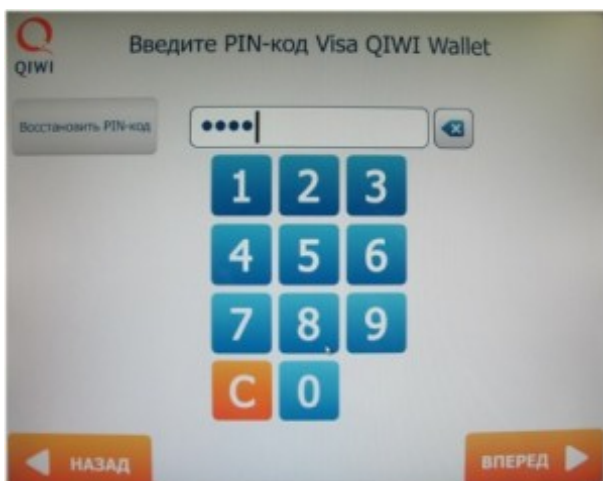 QIWI
Введите PIN-код Visa QIWI Wallet
Восстановить PIN-код
1 2 3
4 5 6
7 8 9
C 0
НАЗАД
ВПЕРЕД